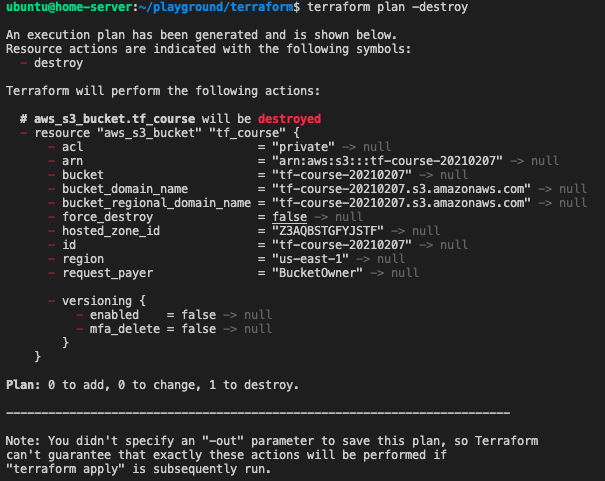 ubuntu@home-server:~/playground/terraform$ terraform plan -destroy
An execution plan has been generated and is shown below.
Resource actions are indicated with the following symbols:
- destroy
Terraform will perform the following actions:
# aws_s3_bucket.tf_course will be destroyed
- resource "aws_s3_bucket" "tf_course" {
- acl = "private" -> null
- arn = "arn:aws:s3:::tf-course-20210207" -> null
- bucket = "tf-course-20210207" -> null
- bucket_domain_name = "tf-course-20210207.s3.amazonaws.com" -> null
- bucket_regional_domain_name = "tf-course-20210207.s3.amazonaws.com" -> null
- force_destroy = false -> null
- hosted_zone_id = "Z3AQBSTGFYJSTF" -> null
- id = "tf-course-20210207" -> null
- region = "us-east-1" -> null
- request_payer = "BucketOwner" -> null
- versioning {
- enabled = false -> null
- mfa_delete = false -> null
}
}
Plan: 0 to add, 0 to change, 1 to destroy.
------------------------------------------------------------------------
Note: You didn't specify an "-out" parameter to save this plan, so Terraform
can't guarantee that exactly these actions will be performed if
"terraform apply" is subsequently run.